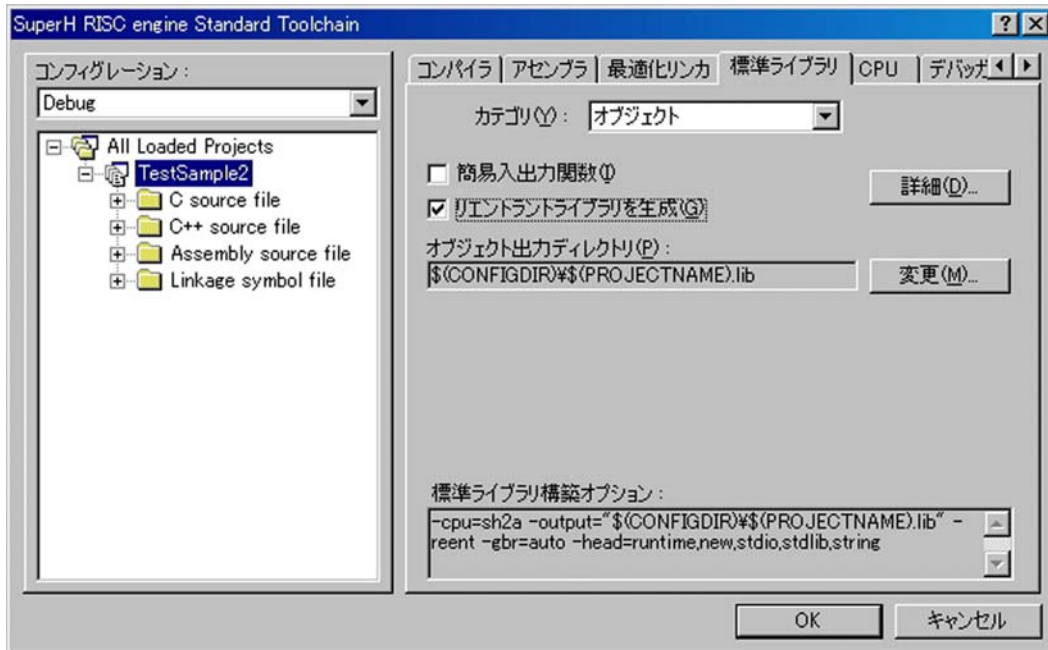 SuperH RISC engine Standard Toolchain
コンフィグレーション :
Debug
All Loaded Projects
TestSample2
C source file
C++ source file
Assembly source file
Linkage symbol file
コンパイラ アセンブラ 最適化リンカ 標準ライブラリ CPU デバッガ
カテゴリ(Y) : オブジェクト
簡易入出力関数(I)
詳細(D)...
リエントラントライブラリを生成(G)
オブジェクト出力ディレクトリ(P) :
$(CONFIGDIR)¥$(PROJECTNAME).lib
変更(M)...
標準ライブラリ構築オプション :
-cpu=sh2a -output="$(CONFIGDIR)¥$(PROJECTNAME).lib" -
reent -gbr=auto -head=runtime,new,stdio,stdlib,string
OK キャンセル